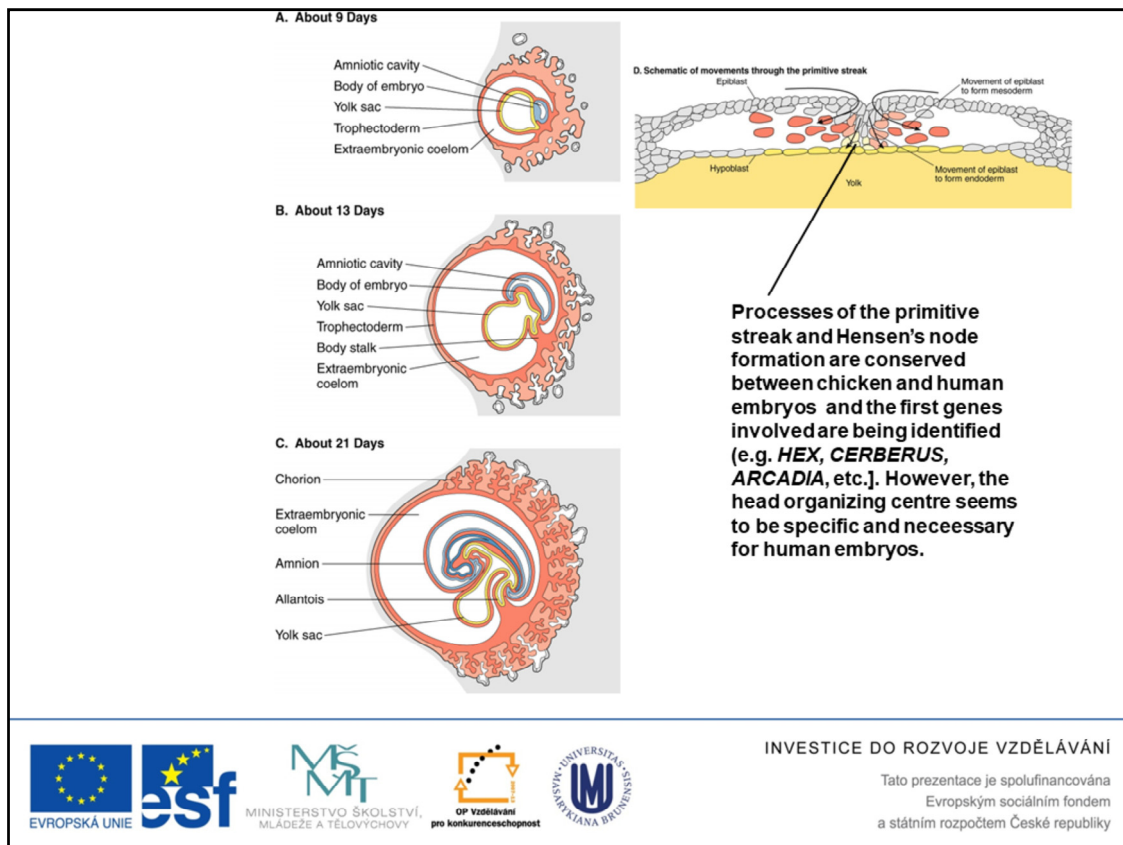 A. About 9 Days
Amniotic cavity
Body of embryo
Yolk sac
Trophectoderm
Extraembryonic coelom
B. About 13 Days
Amniotic cavity
Body of embryo
Yolk sac
Trophectoderm
Body stalk
Extraembryonic
coelom
C. About 21 Days
Chorion
Extraembryonic
coelom
Amnion
Allantois
Yolk sac
D. Schematic of movements through the primitive streak
Epiblast
Movement of epiblast
to form mesoderm
Hypoblast
Movement of epiblast
to form endoderm
Yolk
Processes of the primitive
streak and Hensen's node
formation are conserved
between chicken and human
embryos and the first genes
involved are being identified
(e.g. HEX, CERBERUS,
ARCADIA, etc.]. However, the
head organizing centre seems
to be specific and neceessary
for human embryos.
EVROPSKÁ UNIE
esf
MŠMT
MINISTERSTVO ŠKOLSTVÍ,
MLÁDEŽE A TĚLOVÝCHOVY
2007-13
OP Vzdělávání
pro konkurenceschopnost
UNIVERSITAS
MASARYKIANA BRUNENSIS
INVESTICE DO ROZVOJE VZDĚLÁVÁNÍ
Tato prezentace je spolufinancována
Evropským sociálním fondem
a státním rozpočtem České republiky